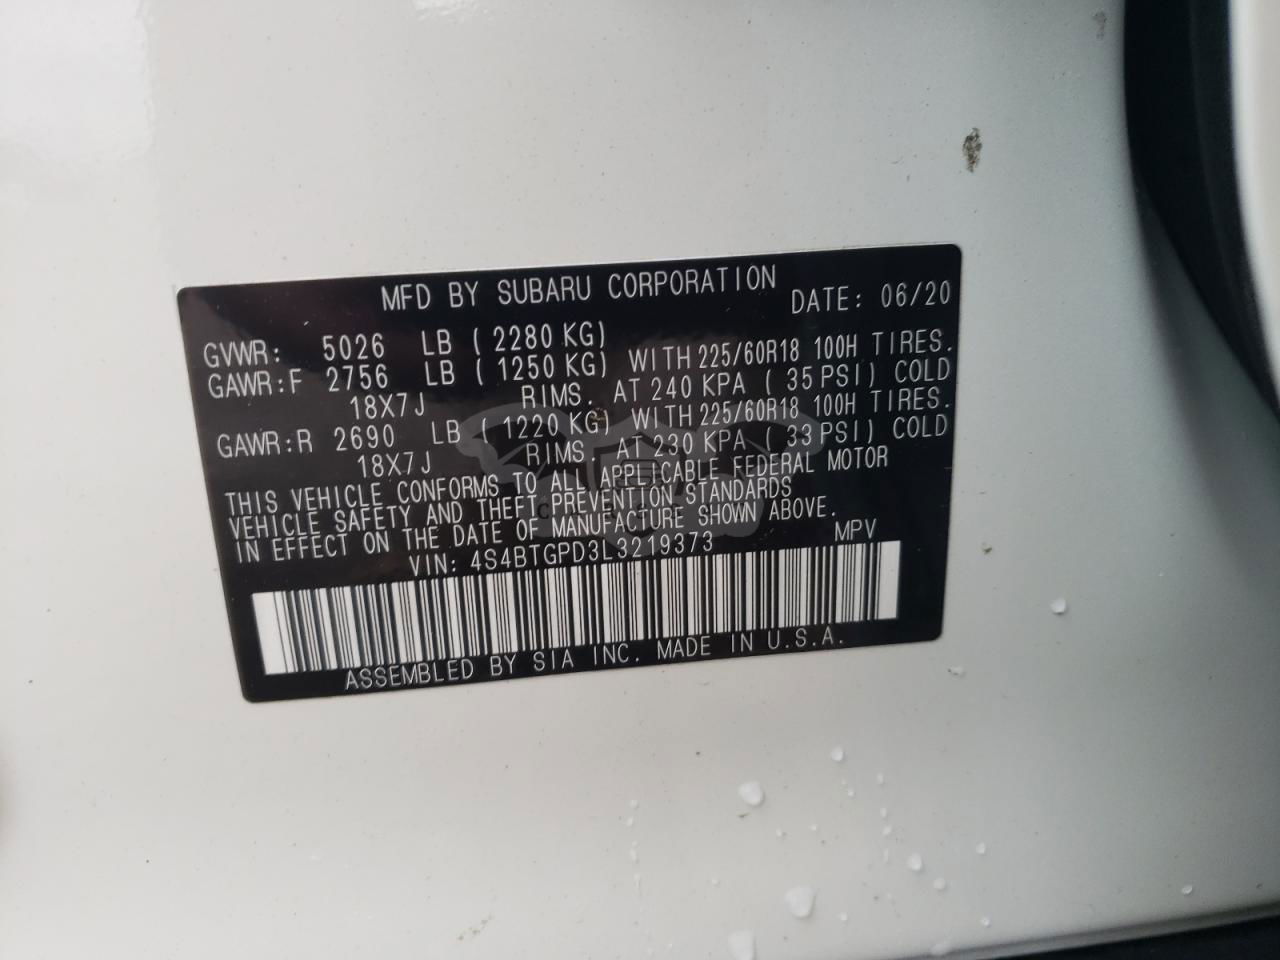 MFD BY SUBARU CORPORATION DATE: 06/20
GVWR: 5026 LB ( 2280 KG)
GAWR:F 2756 LB ( 1250 KG) WITH 225/60R18 100H TIRES.
18X7J RIMS. AT 240 KPA ( 35 PSI) COLD
GAWR:R 2690 LB ( 1220 KG) WITH 225/60R18 100H TIRES.
18X7J RIMS. AT 230 KPA ( 33 PSI) COLD
THIS VEHICLE CONFORMS TO ALL APPLICABLE FEDERAL MOTOR
VEHICLE SAFETY AND THEFT PREVENTION STANDARDS
IN EFFECT ON THE DATE OF MANUFACTURE SHOWN ABOVE.
VIN: 4S4BTGPD3L3219373 MPV
ASSEMBLED BY SIA INC. MADE IN U.S.A.